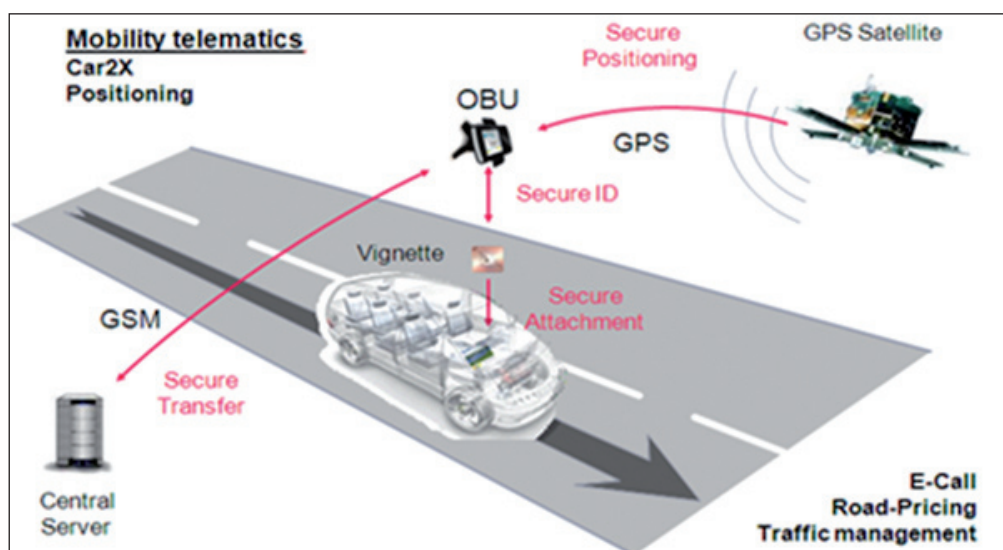 Mobility telematics
Car2X
Positioning
Secure
Positioning
GPS Satellite
OBU
GPS
Secure ID
Vignette
Secure
Attachment
GSM
Secure
Transfer
Central
Server
E-Call
Road-Pricing
Traffic management